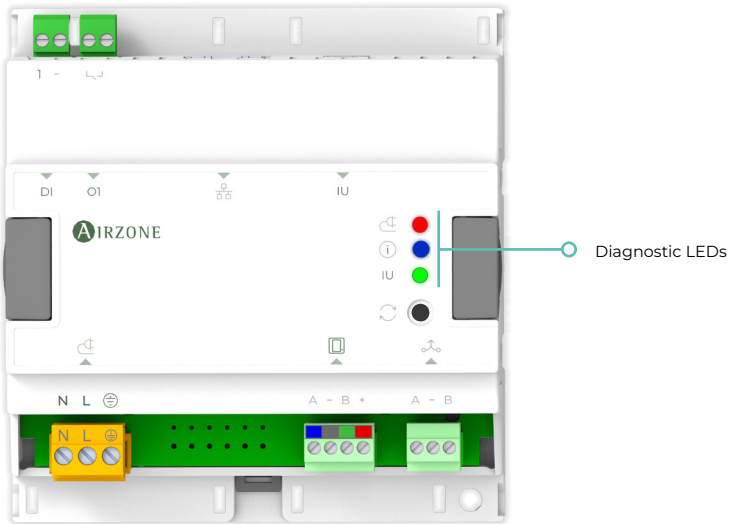 1 -
DI O1 IU
AIRZONE
i
Diagnostic LEDs
IU
N L A - B + A - B
N L